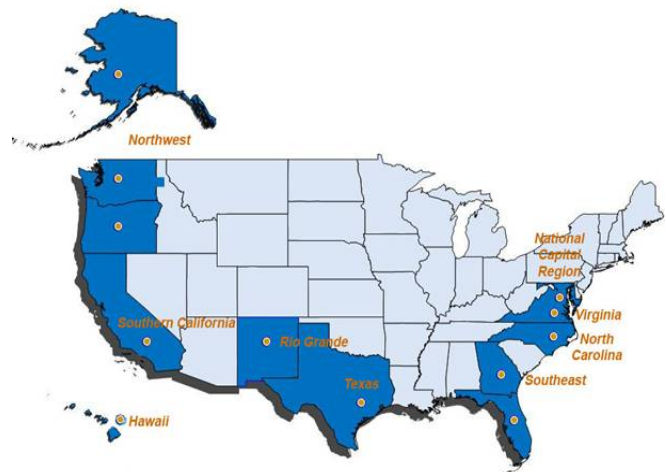 Northwest
National
Capital
Region
Virginia
Southern California
Rio Grande
North
Carolina
Southeast
Texas
Hawaii